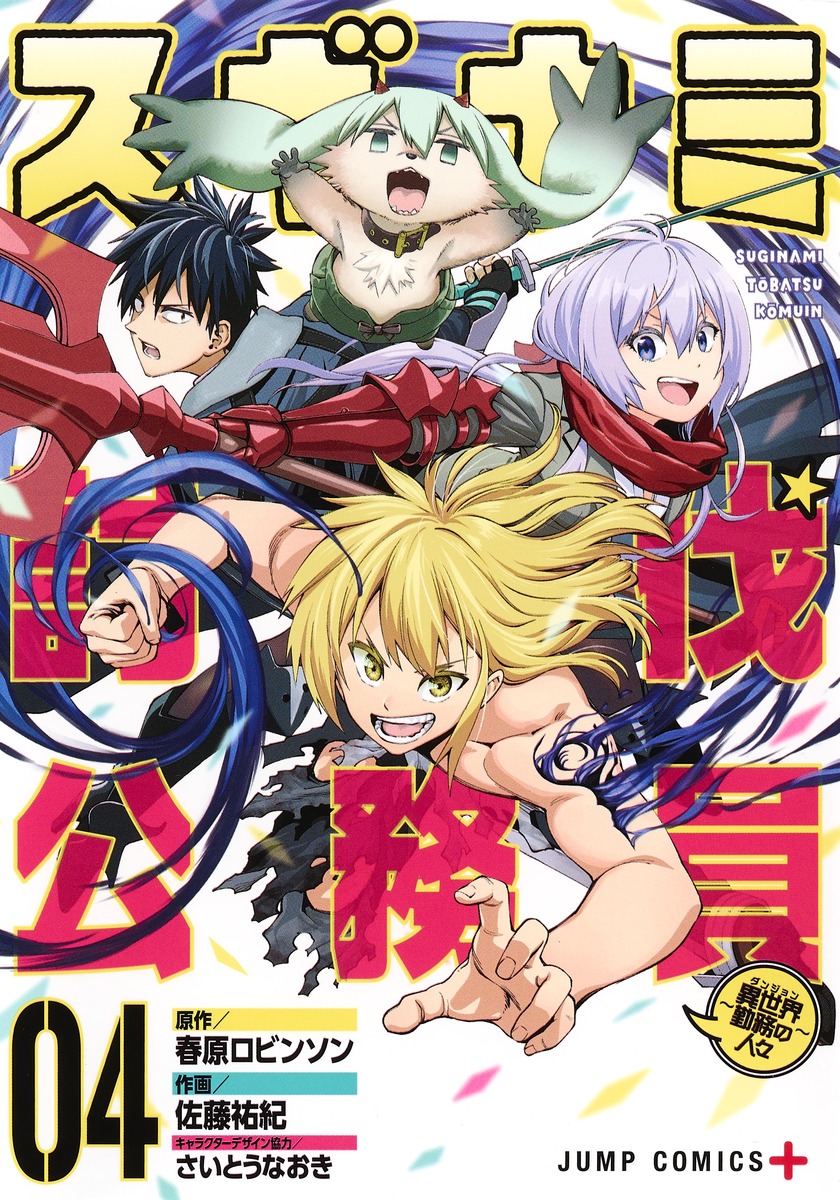 スギナミ
SUGINAMI
TŌBATSU
KŌMUIN
討伐
公務員
ダンジョン
異世界
～勤務の～
人々
04
原作／
春原ロビンソン
作画／
佐藤祐紀
キャラクターデザイン協力／
さいとうなおき
JUMP COMICS+